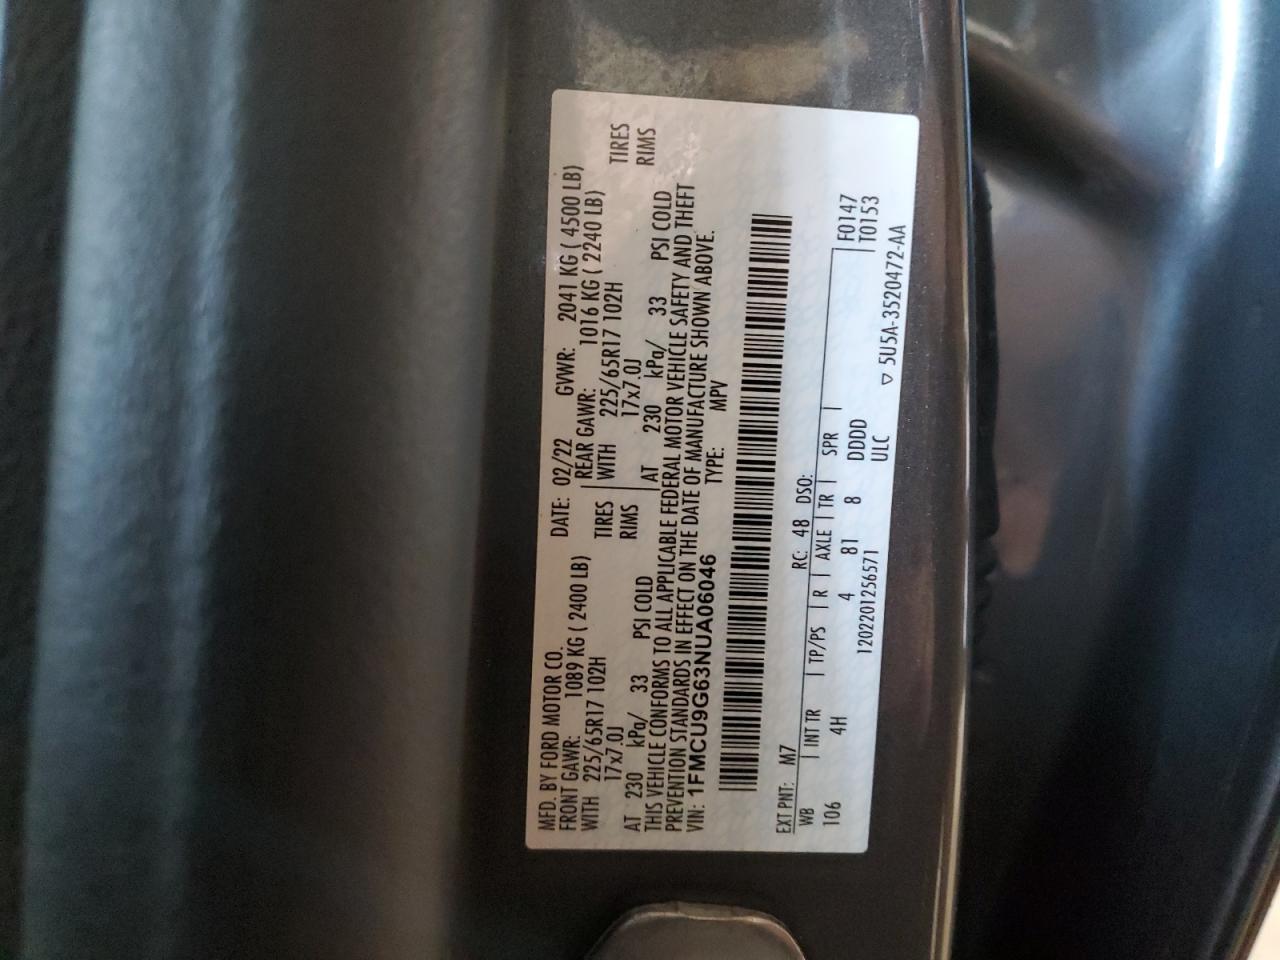 MFD. BY FORD MOTOR CO. DATE: 02/22 GVWR: 2041 KG ( 4500 LB)
FRONT GAWR: 1089 KG ( 2400 LB) REAR GAWR: 1016 KG ( 2240 LB)
WITH 225/65R17 102H TIRES WITH 225/65R17 102H TIRES
17x7.0J RIMS 17x7.0J RIMS
AT 230 kPa/ 33 PSI COLD AT 230 kPa/ 33 PSI COLD
THIS VEHICLE CONFORMS TO ALL APPLICABLE FEDERAL MOTOR VEHICLE SAFETY AND THEFT
PREVENTION STANDARDS IN EFFECT ON THE DATE OF MANUFACTURE SHOWN ABOVE.
VIN: 1FMCU9G63NUA06046 TYPE: MPV
EXT PNT: M7 RC: 48 DSO:
WB INT TR TP/PS R AXLE TR SPR F0147
106 4H 4 81 8 DDDD T0153
1202201256571 ULC ▽ 5U5A-3520472-AA